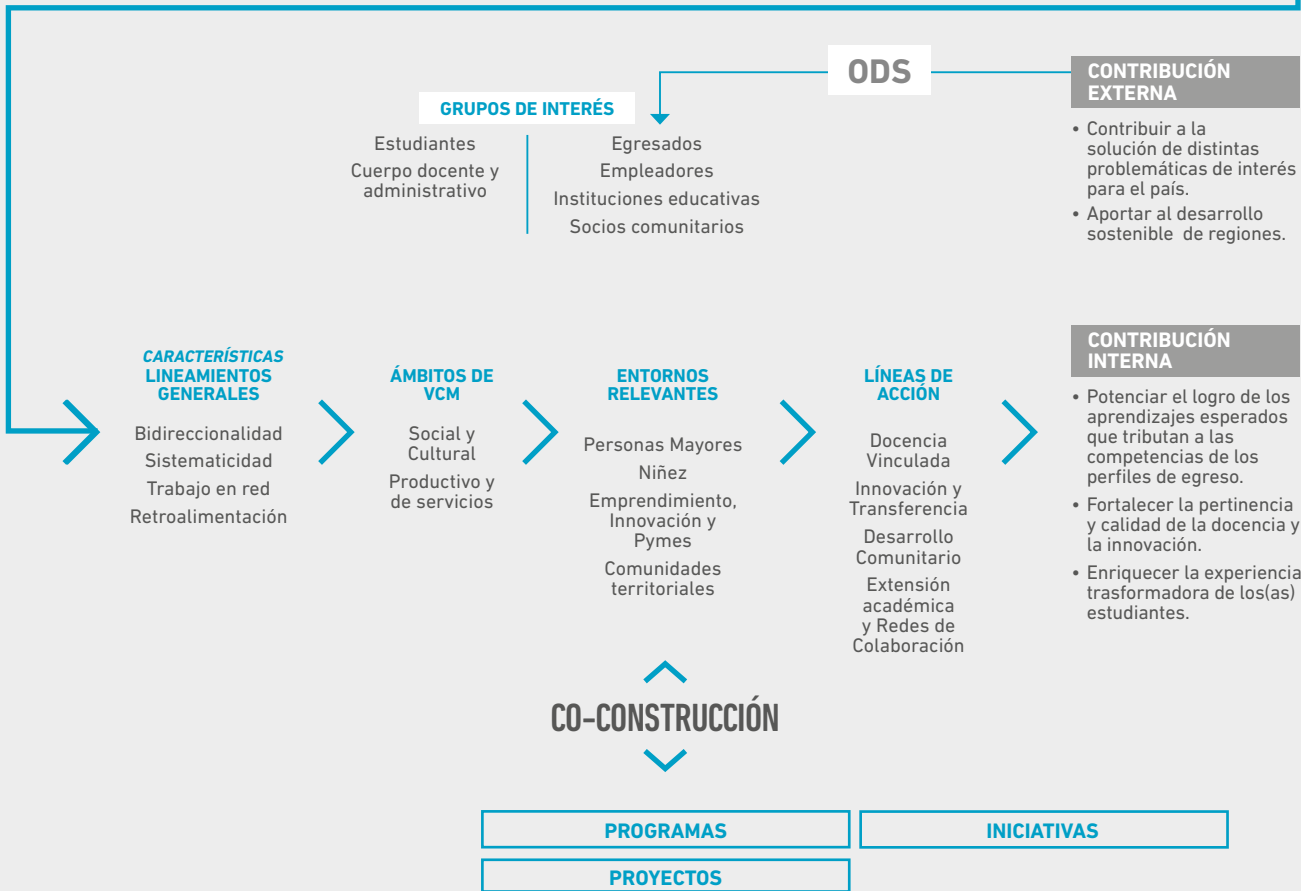 ODS
GRUPOS DE INTERÉS
Estudiantes
Cuerpo docente y
administrativo
Egresados
Empleadores
Instituciones educativas
Socios comunitarios
CONTRIBUCIÓN
EXTERNA
• Contribuir a la
solución de distintas
problemáticas de interés
para el país.
• Aportar al desarrollo
sostenible de regiones.
CARACTERÍSTICAS
LINEAMIENTOS
GENERALES
Bidireccionalidad
Sistematicidad
Trabajo en red
Retroalimentación
ÁMBITOS DE
VCM
Social y
Cultural
Productivo y
de servicios
ENTORNOS
RELEVANTES
Personas Mayores
Niñez
Emprendimiento,
Innovación y
Pymes
Comunidades
territoriales
LÍNEAS DE
ACCIÓN
Docencia
Vinculada
Innovación y
Transferencia
Desarrollo
Comunitario
Extensión
académica
y Redes de
Colaboración
CONTRIBUCIÓN
INTERNA
• Potenciar el logro de los
aprendizajes esperados
que tributan a las
competencias de los
perfiles de egreso.
• Fortalecer la pertinencia
y calidad de la docencia y
la innovación.
• Enriquecer la experiencia
trasformadora de los(as)
estudiantes.
CO-CONSTRUCCIÓN
PROGRAMAS
INICIATIVAS
PROYECTOS